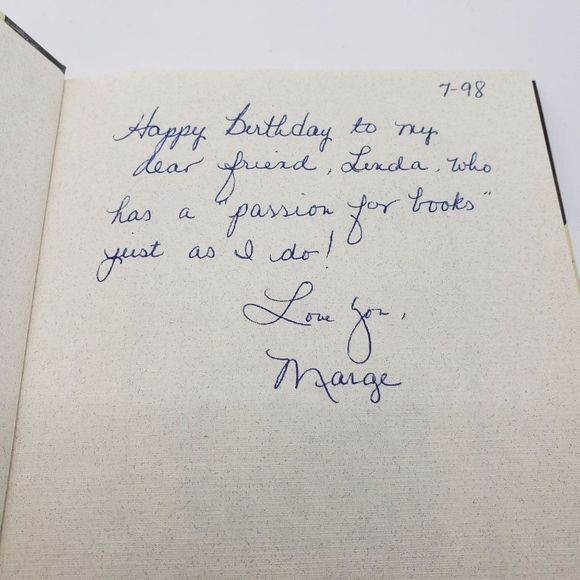 7-98
Happy Birthday to my
dear friend, Linda, who
has a "passion for books"
just as I do!
Love You,
Marge